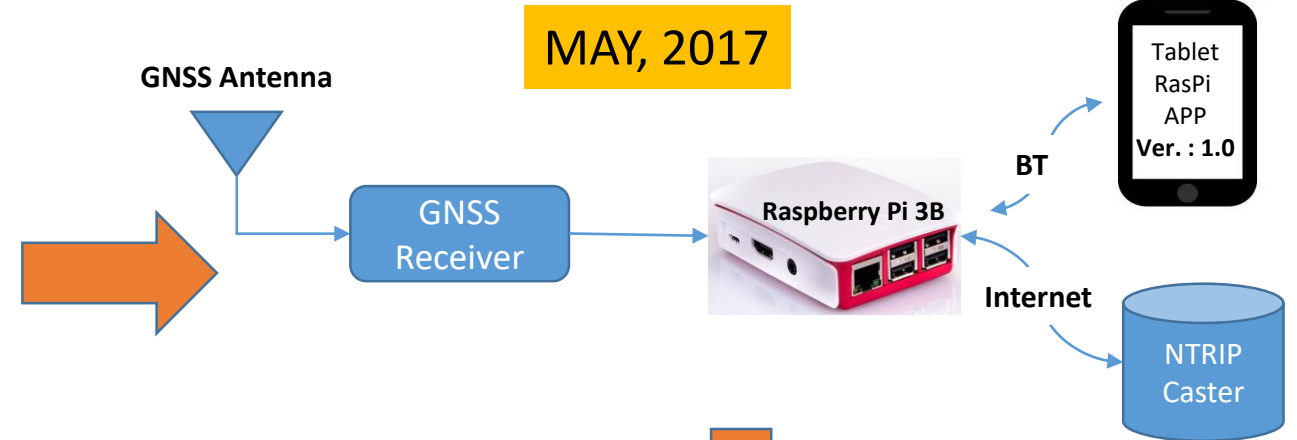 MAY, 2017
GNSS Antenna
GNSS
Receiver
Raspberry Pi 3B
BT
Tablet
RasPi
APP
Ver. : 1.0
Internet
NTRIP
Caster